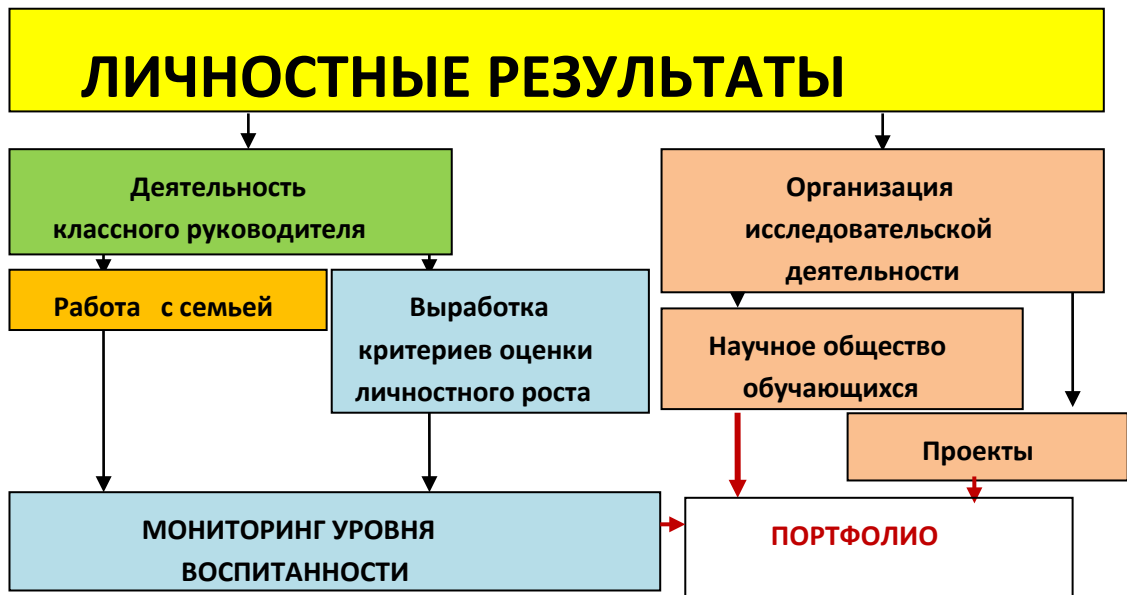 ЛИЧНОСТНЫЕ РЕЗУЛЬТАТЫ
Деятельность
классного руководителя
Организация
исследовательской
деятельности
Работа с семьей
Выработка
критериев оценки
личностного роста
Научное общество
обучающихся
Проекты
МОНИТОРИНГ УРОВНЯ
ВОСПИТАННОСТИ
ПОРТФОЛИО